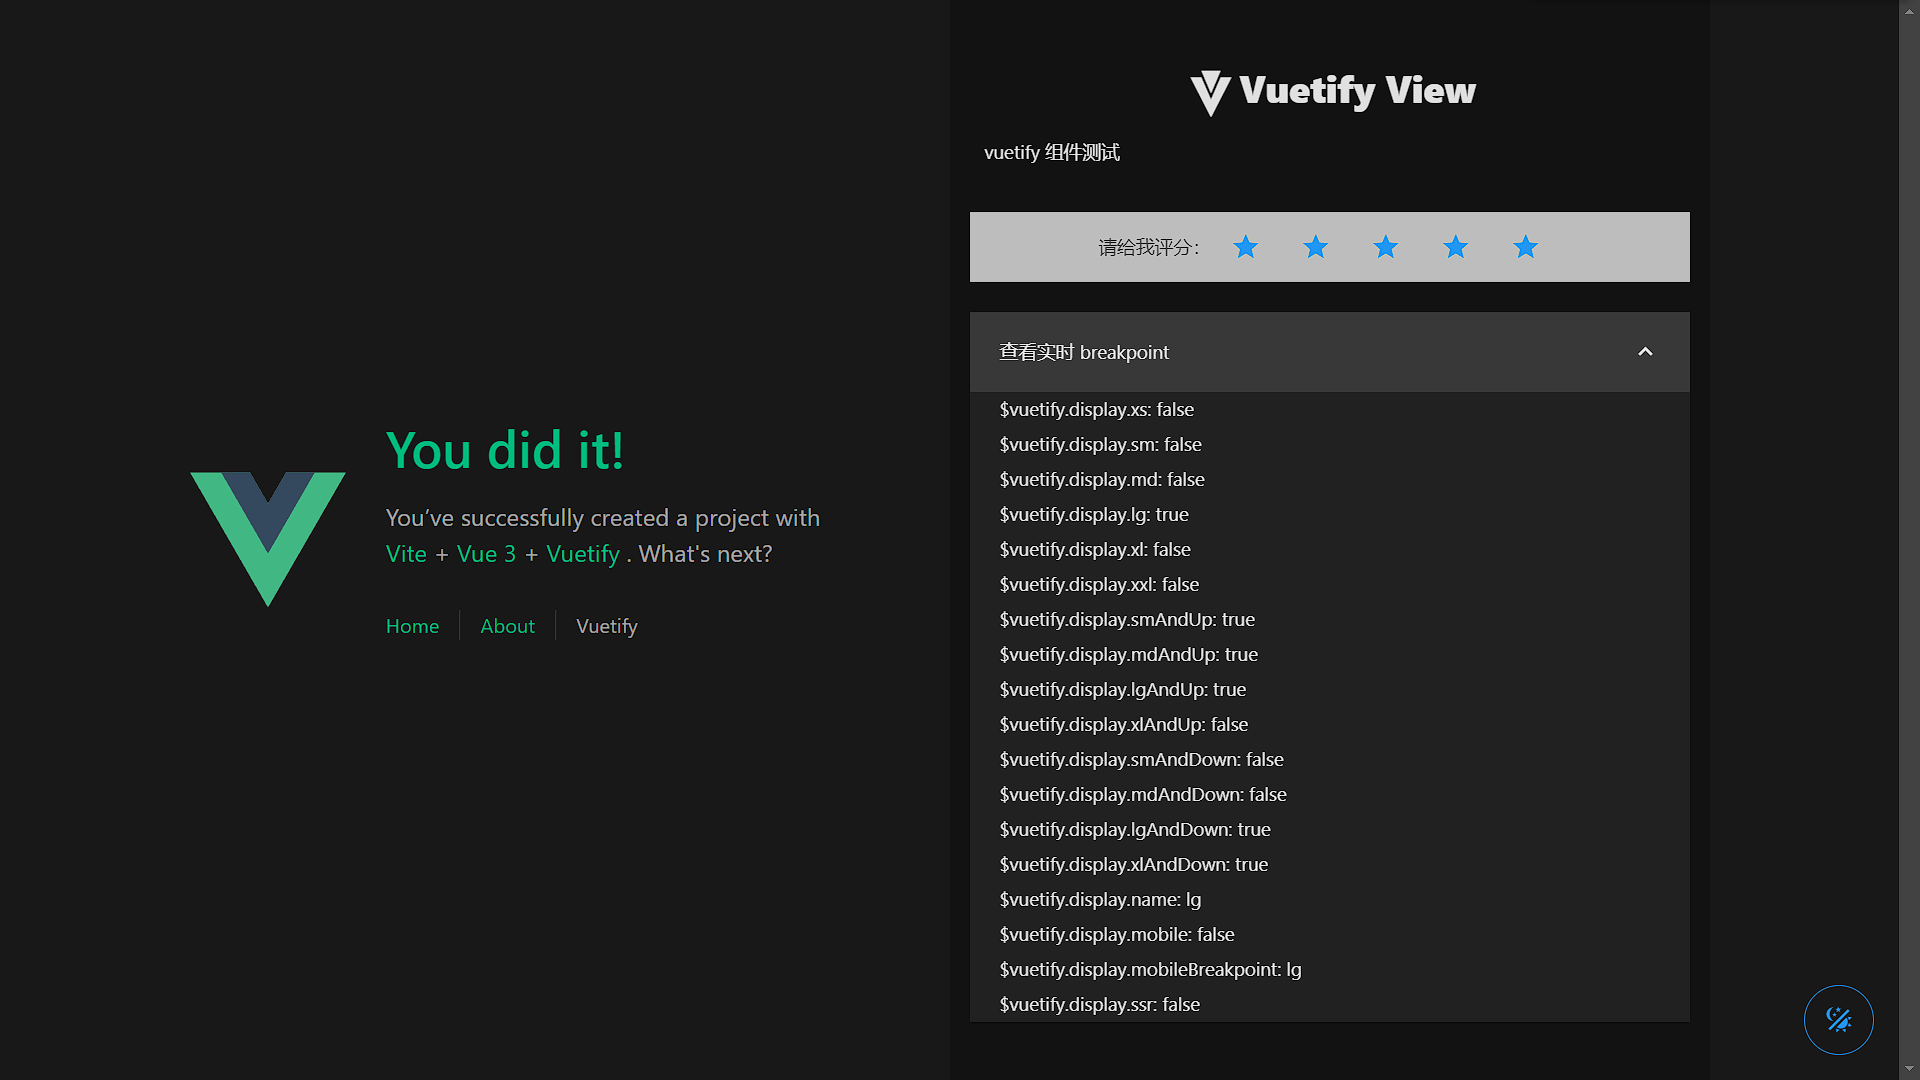 You did it!
You’ve successfully created a project with
Vite + Vue 3 + Vuetify . What's next?
Home
About
Vuetify
Vuetify View
vuetify 组件测试
请给我评分：
查看实时 breakpoint
$vuetify.display.xs: false
$vuetify.display.sm: false
$vuetify.display.md: false
$vuetify.display.lg: true
$vuetify.display.xl: false
$vuetify.display.xxl: false
$vuetify.display.smAndUp: true
$vuetify.display.mdAndUp: true
$vuetify.display.lgAndUp: true
$vuetify.display.xlAndUp: false
$vuetify.display.smAndDown: false
$vuetify.display.mdAndDown: false
$vuetify.display.lgAndDown: true
$vuetify.display.xlAndDown: true
$vuetify.display.name: lg
$vuetify.display.mobile: false
$vuetify.display.mobileBreakpoint: lg
$vuetify.display.ssr: false